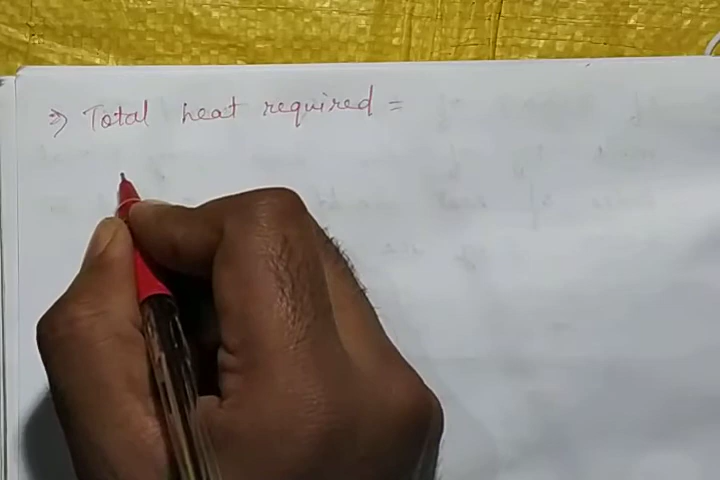 ⇒ Total heat required =